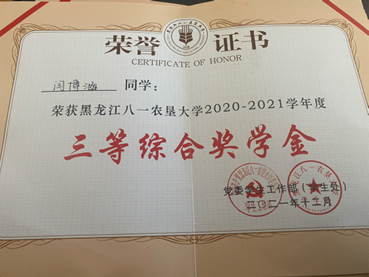 荣誉证书
CERTIFICATE OF HONOR
闫博
同学:
荣获黑龙江八一农垦大学2020-2021学年度
三等综合奖学金
党委学生工作部(学生处)
二〇二一年十二月